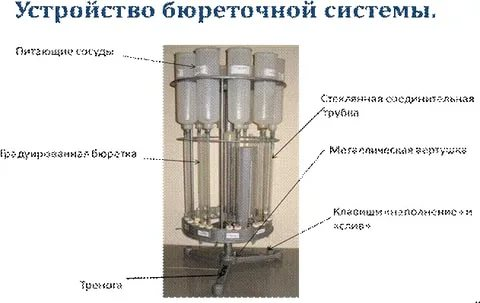 Устройство бюреточной системы.
Питающие сосуды
Стеклянная соединительная
трубка
Градуированная бюретка
Металлическая вертушка
Клавиши «наполнение» и
«слив»
Тренога